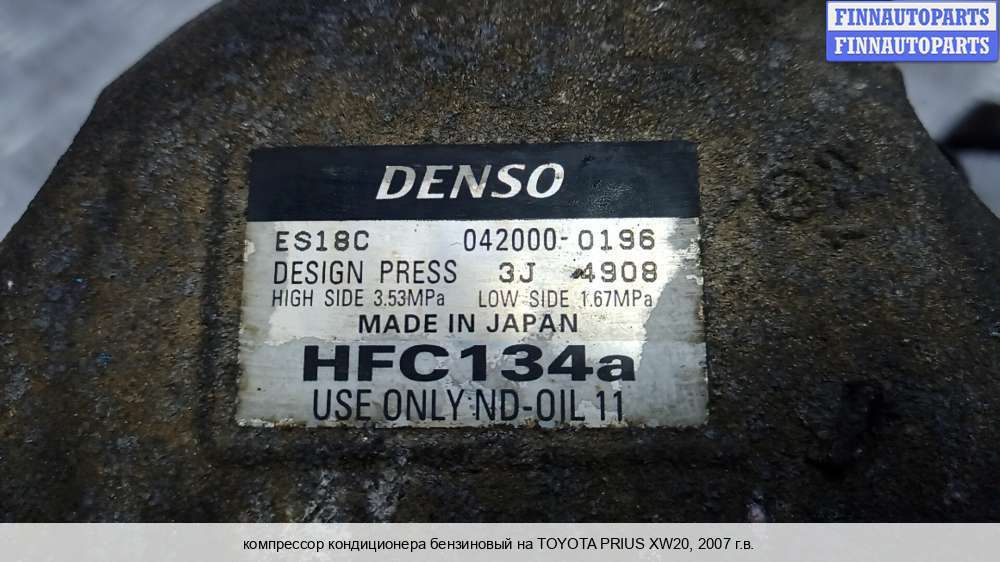 FINNAUTOPARTS
FINNAUTOPARTS
DENSO
ES18C 042000-0196
DESIGN PRESS 3J 4908
HIGH SIDE 3.53MPa LOW SIDE 1.67MPa
MADE IN JAPAN
HFC134a
USE ONLY ND-OIL 11
компрессор кондиционера бензиновый на TOYOTA PRIUS XW20, 2007 г.в.